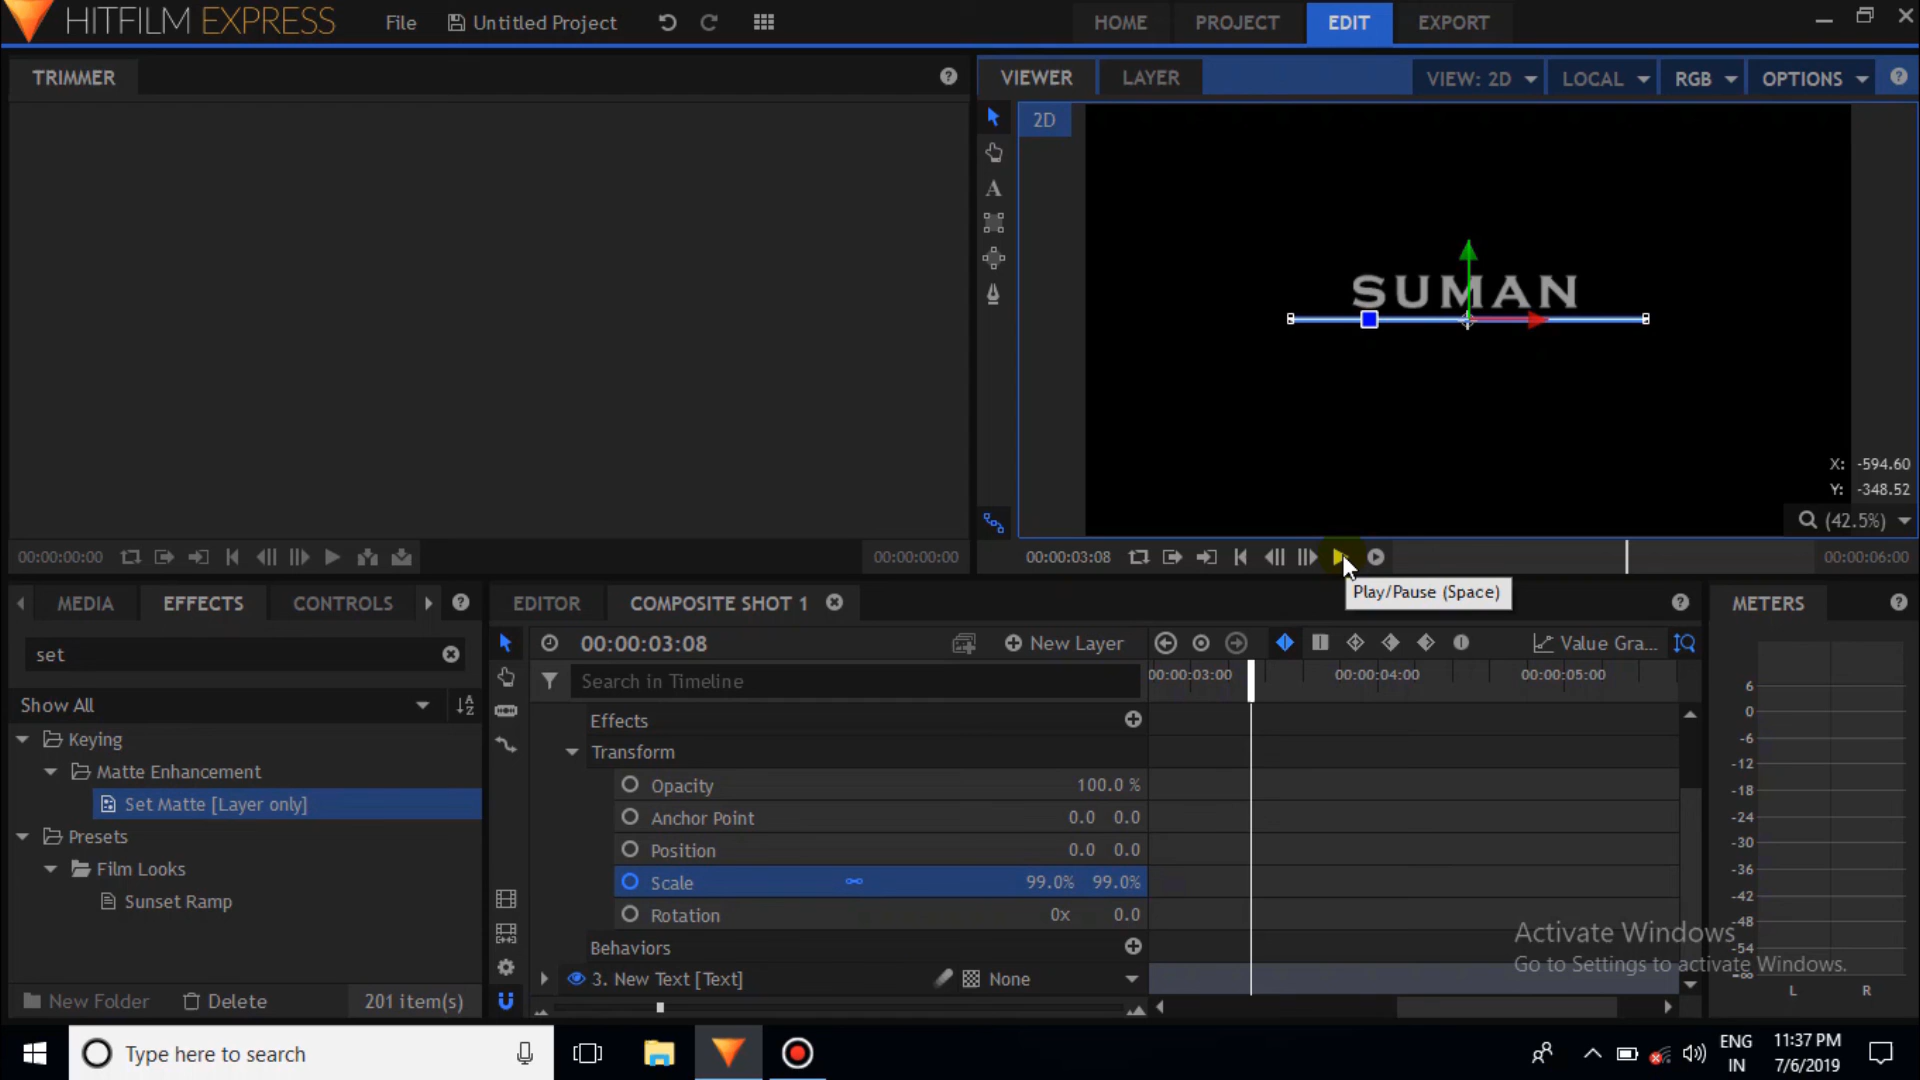 HITFILM EXPRESS
File
Untitled Project
HOME
PROJECT
EDIT
EXPORT
TRIMMER
VIEWER
LAYER
VIEW: 2D
LOCAL
RGB
OPTIONS
2D
A
SUMAN
X: -594.60
Y: -348.52
(42.5%)
00:00:00:00
00:00:00:00
00:00:03:08
00:00:06:00
Play/Pause (Space)
MEDIA
EFFECTS
CONTROLS
EDITOR
COMPOSITE SHOT 1
METERS
set
00:00:03:08
New Layer
Value Gra...
Search in Timeline
00:00:03:00
00:00:04:00
00:00:05:00
Show All
Keying
Matte Enhancement
Set Matte [Layer only]
Presets
Film Looks
Sunset Ramp
Effects
Transform
Opacity 100.0 %
Anchor Point 0.0 0.0
Position 0.0 0.0
Scale 99.0% 99.0%
Rotation 0x 0.0
Behaviors
3. New Text [Text] None
6
0
-6
-12
-18
-24
-30
-36
-42
-48
-54
-∞
L R
Activate Windows
Go to Settings to activate Windows.
New Folder
Delete
201 item(s)
Type here to search
ENG
IN
11:37 PM
7/6/2019